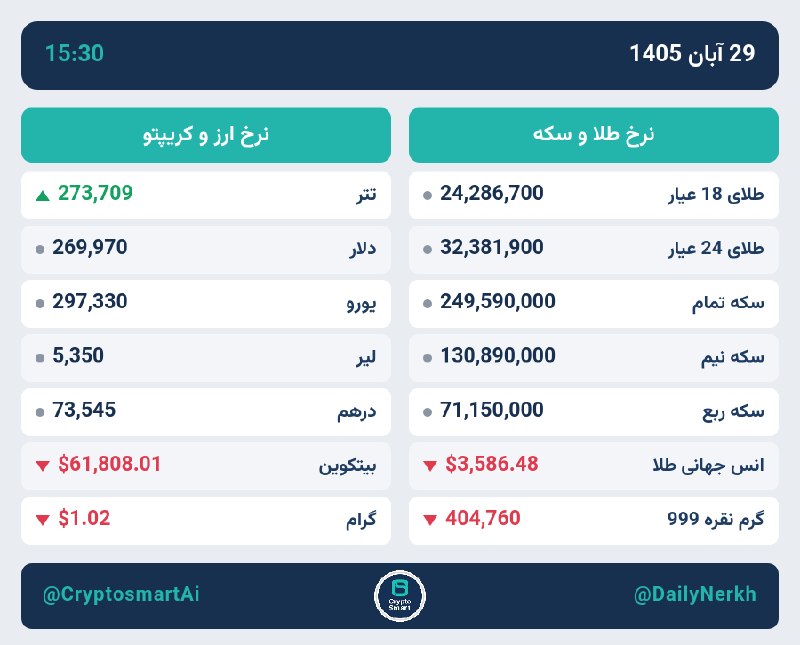 29 آبان 1405
15:30
نرخ طلا و سکه
طلای 18 عیار 24,286,700
طلای 24 عیار 32,381,900
سکه تمام 249,590,000
سکه نیم 130,890,000
سکه ربع 71,150,000
انس جهانی طلا $3,586.48
گرم نقره 999 404,760
نرخ ارز و کریپتو
تتر 273,709
دلار 269,970
یورو 297,330
لیر 5,350
درهم 73,545
بیتکوین $61,808.01
گرام $1.02
@DailyNerkh
Crypto
Smart
@CryptosmartAi